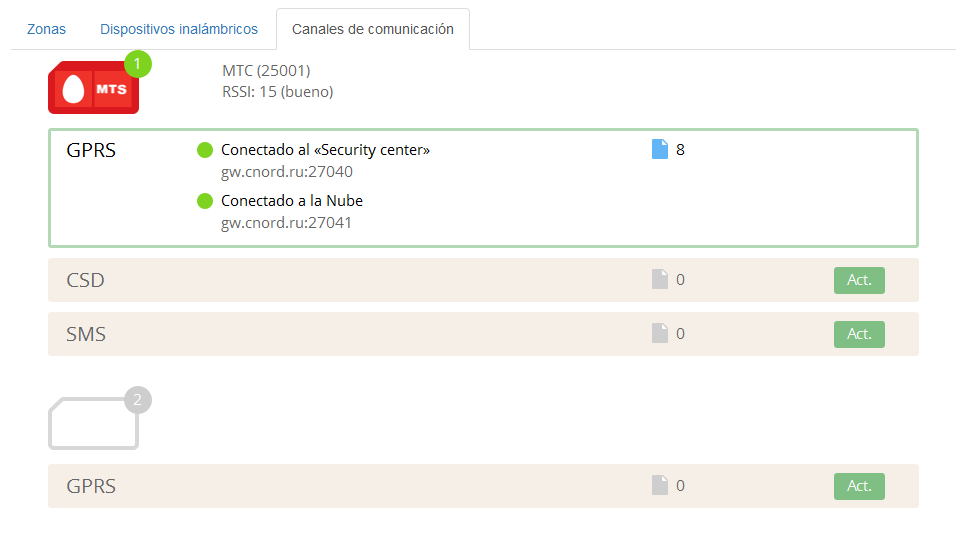 Zonas Dispositivos inalámbricos Canales de comunicación
1
MTS
MTC (25001)
RSSI: 15 (bueno)
GPRS Conectado al «Security center» 8
gw.cnord.ru:27040
Conectado a la Nube
gw.cnord.ru:27041
CSD 0 Act.
SMS 0 Act.
2
GPRS 0 Act.